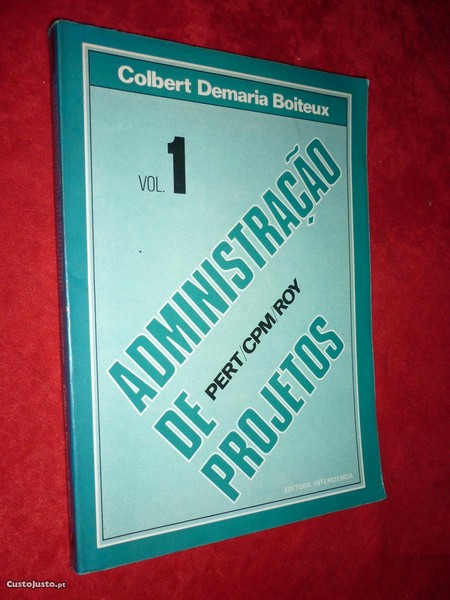 Colbert Demaria Boiteux
VOL. 1
ADMINISTRAÇÃO
DE PERT/CPM/ROY
PROJETOS
EDITORA INTERCIÊNCIA
CustoJusto.pt